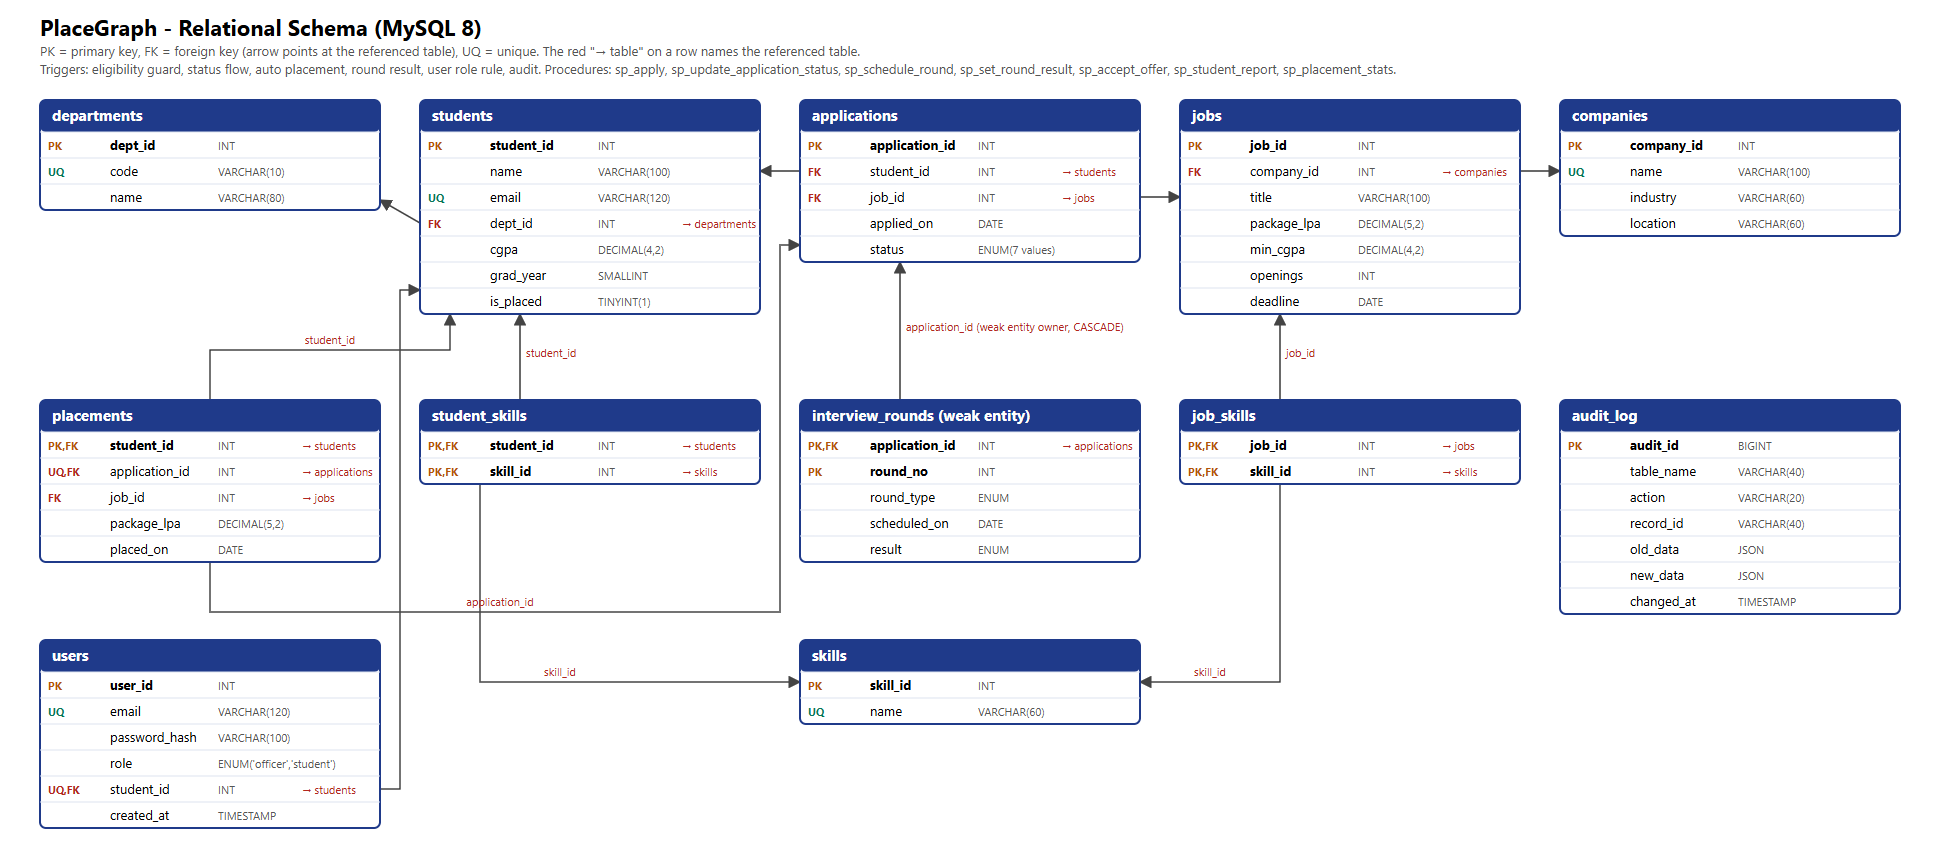 PlaceGraph - Relational Schema (MySQL 8)
PK = primary key, FK = foreign key (arrow points at the referenced table), UQ = unique. The red "→ table" on a row names the referenced table.
Triggers: eligibility guard, status flow, auto placement, round result, user role rule, audit. Procedures: sp_apply, sp_update_application_status, sp_schedule_round, sp_set_round_result, sp_accept_offer, sp_student_report, sp_placement_stats.
departments
PK dept_id INT
UQ code VARCHAR(10)
name VARCHAR(80)
students
PK student_id INT
name VARCHAR(100)
UQ email VARCHAR(120)
FK dept_id INT → departments
cgpa DECIMAL(4,2)
grad_year SMALLINT
is_placed TINYINT(1)
applications
PK application_id INT
FK student_id INT → students
FK job_id INT → jobs
applied_on DATE
status ENUM(7 values)
jobs
PK job_id INT
FK company_id INT → companies
title VARCHAR(100)
package_lpa DECIMAL(5,2)
min_cgpa DECIMAL(4,2)
openings INT
deadline DATE
companies
PK company_id INT
UQ name VARCHAR(100)
industry VARCHAR(60)
location VARCHAR(60)
student_id
student_id
application_id (weak entity owner, CASCADE)
job_id
placements
PK,FK student_id INT → students
UQ,FK application_id INT → applications
FK job_id INT → jobs
package_lpa DECIMAL(5,2)
placed_on DATE
student_skills
PK,FK student_id INT → students
PK,FK skill_id INT → skills
interview_rounds (weak entity)
PK,FK application_id INT → applications
PK round_no INT
round_type ENUM
scheduled_on DATE
result ENUM
job_skills
PK,FK job_id INT → jobs
PK,FK skill_id INT → skills
audit_log
PK audit_id BIGINT
table_name VARCHAR(40)
action VARCHAR(20)
record_id VARCHAR(40)
old_data JSON
new_data JSON
changed_at TIMESTAMP
application_id
skill_id
skill_id
users
PK user_id INT
UQ email VARCHAR(120)
password_hash VARCHAR(100)
role ENUM('officer','student')
UQ,FK student_id INT → students
created_at TIMESTAMP
skills
PK skill_id INT
UQ name VARCHAR(60)